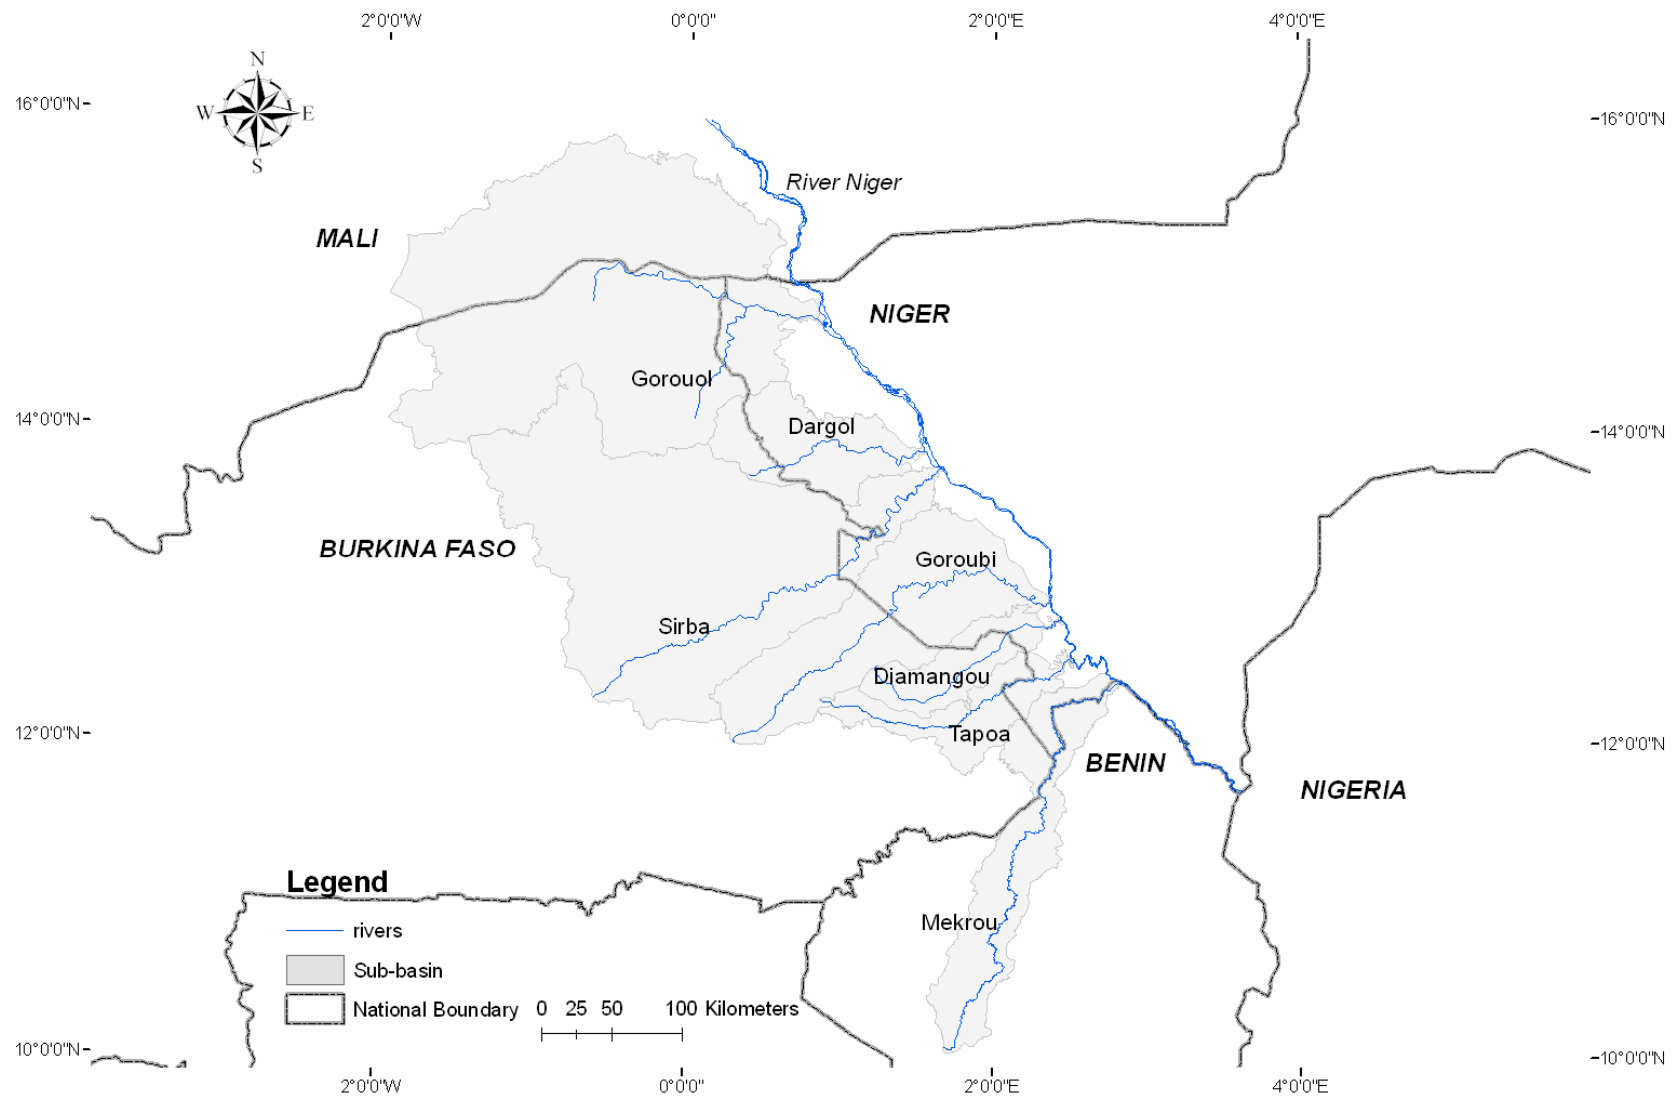 2°0'0"W 0°0'0" 2°0'0"E 4°0'0"E
N
W E
S
16°0'0"N
16°0'0"N
River Niger
MALI
NIGER
Gorouol
14°0'0"N
14°0'0"N
Dargol
BURKINA FASO
Goroubi
Sirba
Diamangou
12°0'0"N
Tapoa
12°0'0"N
BENIN
NIGERIA
Legend
Mekrou
rivers
Sub-basin
National Boundary
0 25 50 100 Kilometers
10°0'0"N
10°0'0"N
2°0'0"W 0°0'0" 2°0'0"E 4°0'0"E